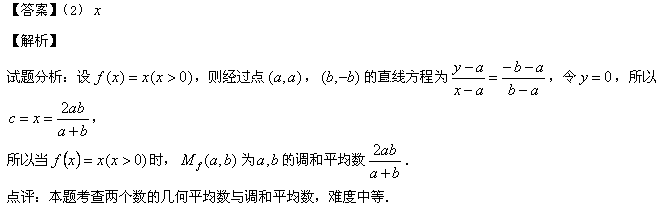 【答案】(2) x
【解析】
试题分析:设 f(x)=x(x>0),则经过点 (a,a),(b,-b) 的直线方程为 \frac{y-a}{x-a}=\frac{-b-a}{b-a},令 y=0,所以
c=x=\frac{2ab}{a+b},
所以当 f(x)=x(x>0) 时,M_f(a,b) 为 a,b 的调和平均数 \frac{2ab}{a+b}.
点评:本题考查两个数的几何平均数与调和平均数,难度中等.